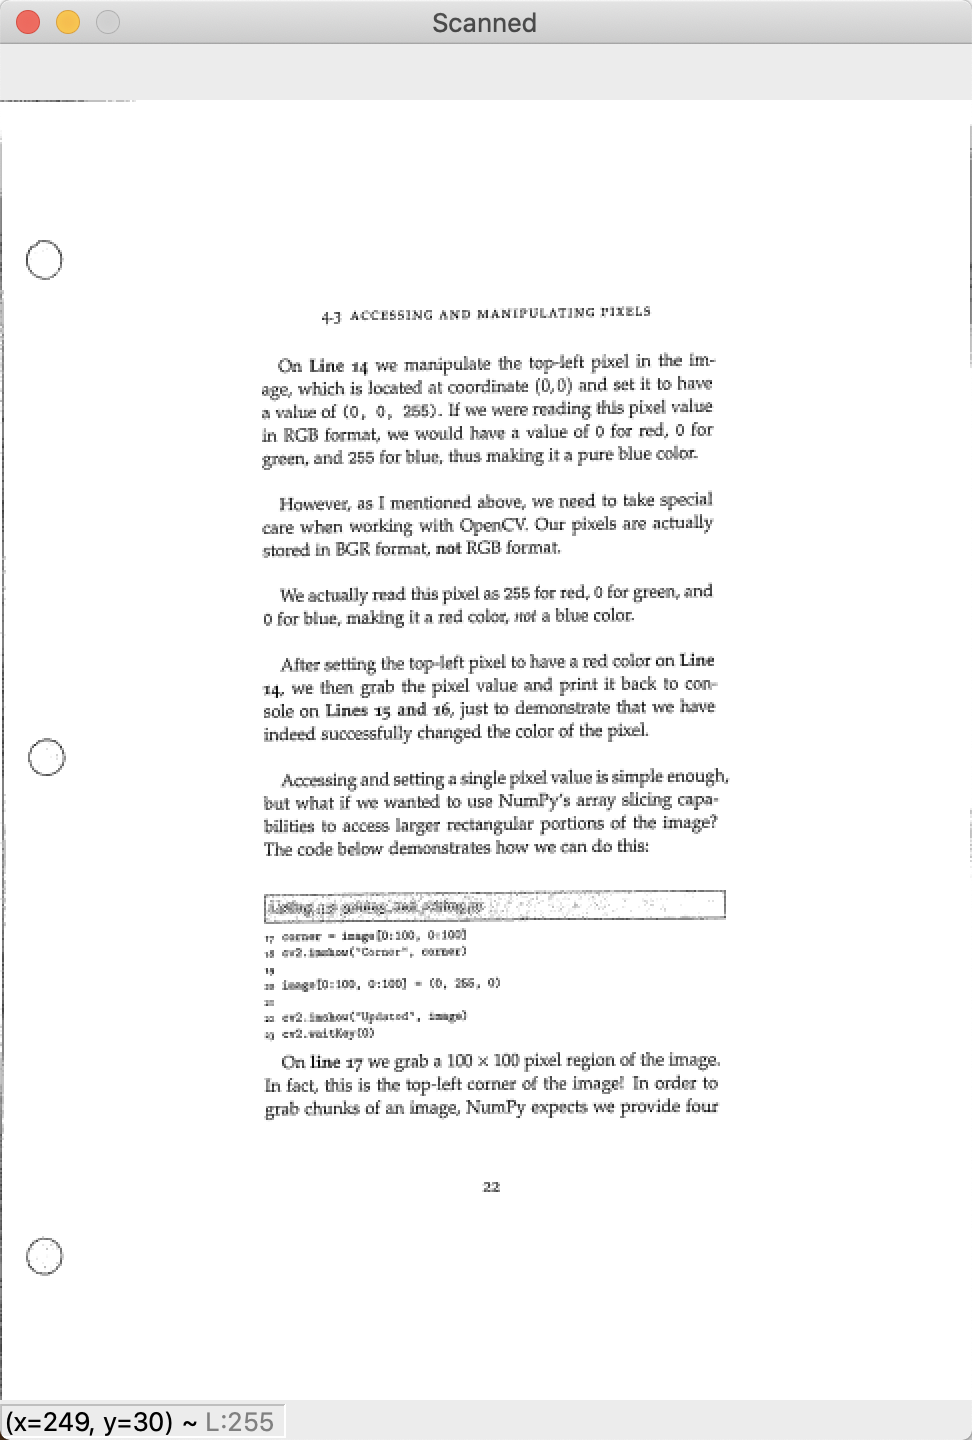 Scanned
4.3 ACCESSING AND MANIPULATING PIXELS
On Line 14 we manipulate the top-left pixel in the im-
age, which is located at coordinate (0,0) and set it to have
a value of (0, 0, 255). If we were reading this pixel value
in RGB format, we would have a value of 0 for red, 0 for
green, and 255 for blue, thus making it a pure blue color.
However, as I mentioned above, we need to take special
care when working with OpenCV. Our pixels are actually
stored in BGR format, not RGB format.
We actually read this pixel as 255 for red, 0 for green, and
0 for blue, making it a red color, not a blue color.
After setting the top-left pixel to have a red color on Line
14, we then grab the pixel value and print it back to con-
sole on Lines 15 and 16, just to demonstrate that we have
indeed successfully changed the color of the pixel.
Accessing and setting a single pixel value is simple enough,
but what if we wanted to use NumPy's array slicing capa-
bilities to access larger rectangular portions of the image?
The code below demonstrates how we can do this:
Listing
17 corner = image[0:100, 0:100]
18 cv2.imshow("Corner", corner)
19
20 image[0:100, 0:100] = (0, 255, 0)
21
22 cv2.imshow("Updated", image)
23 cv2.waitKey(0)
On line 17 we grab a 100 × 100 pixel region of the image.
In fact, this is the top-left corner of the image! In order to
grab chunks of an image, NumPy expects we provide four
22
(x=249, y=30) ~ L:255